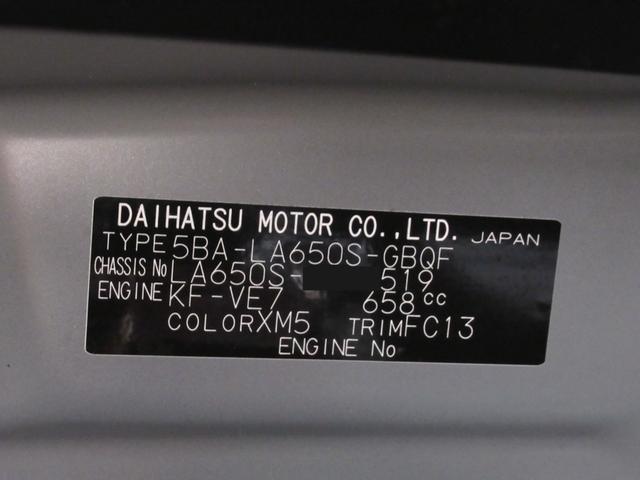 DAIHATSU MOTOR CO.,LTD. JAPAN
TYPE 5BA-LA650S-GBQF
CHASSIS No LA650S- 519
ENGINE KF-VE7 658cc
COLOR XM5 TRIM FC13
ENGINE No